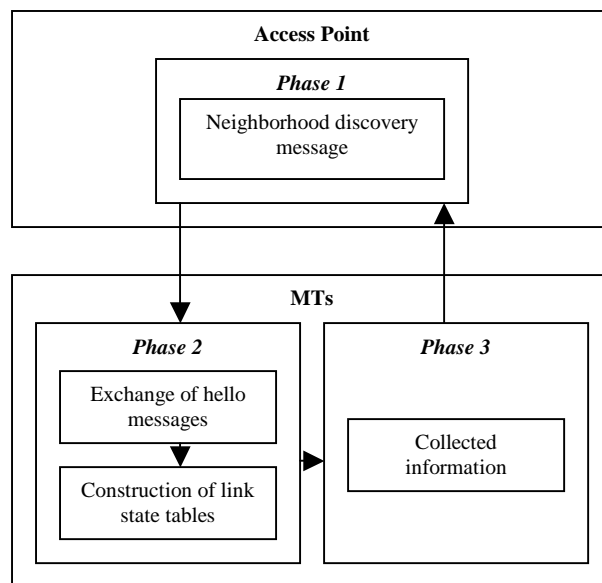 Access Point
Phase 1
Neighborhood discovery
message
MTs
Phase 2
Exchange of hello
messages
Construction of link
state tables
Phase 3
Collected
information